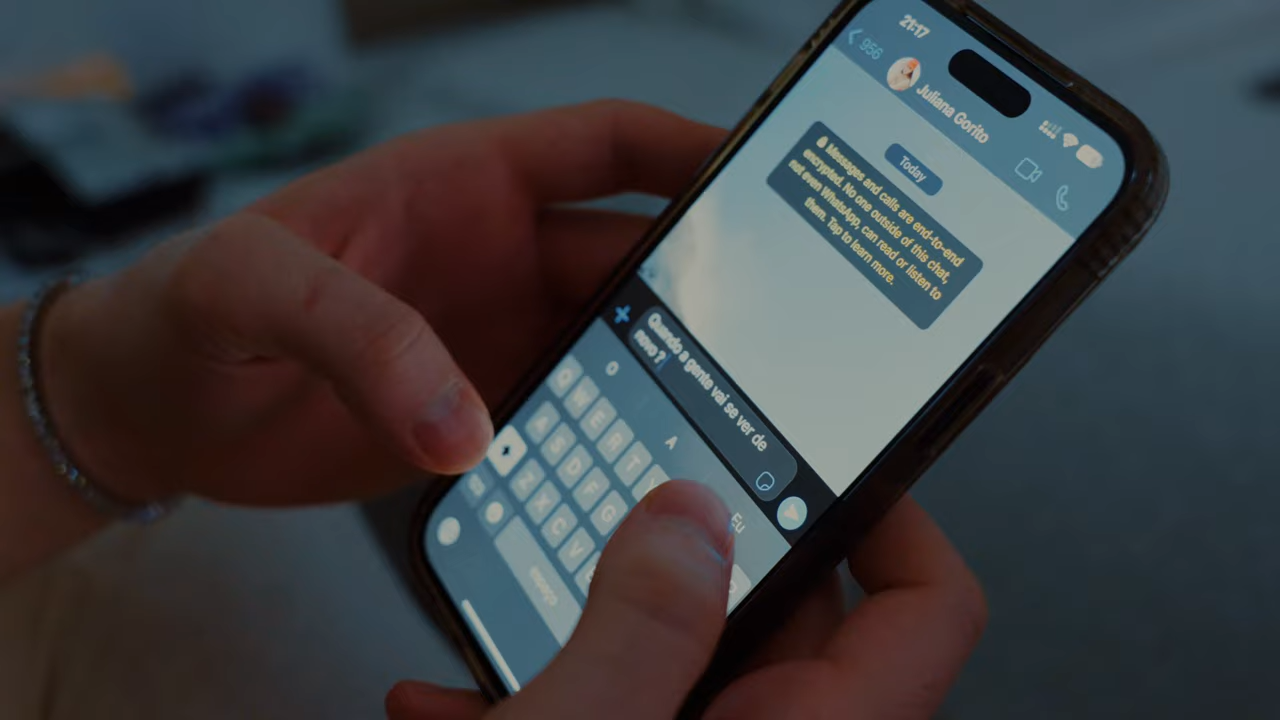 21:17
956
Juliana Gorito
Today
Messages and calls are end-to-end
encrypted. No one outside of this chat,
not even WhatsApp, can read or listen to
them. Tap to learn more.
Quando a gente vai se ver de
novo ?
O
A
Eu
Q W E R T Y
A S D F G
Z X C V
espaço